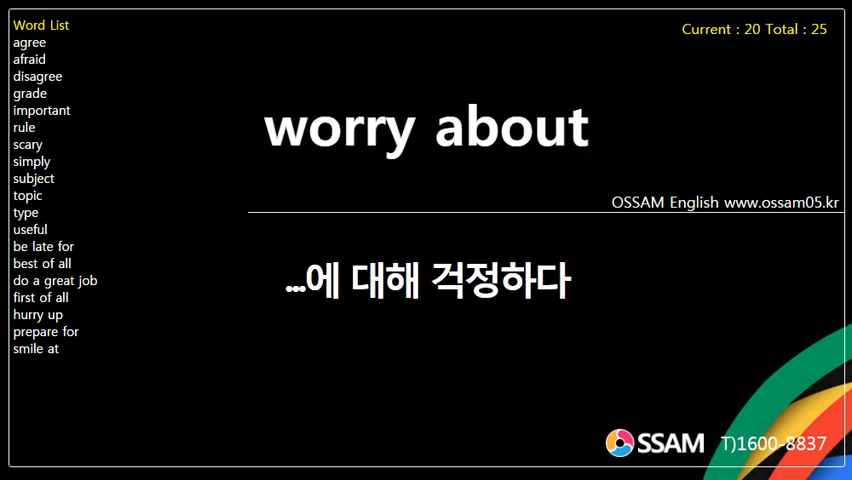 Word List
agree
afraid
disagree
grade
important
rule
scary
simply
subject
topic
type
useful
be late for
best of all
do a great job
first of all
hurry up
prepare for
smile at
Current : 20 Total : 25
worry about
OSSAM English www.ossam05.kr
...에 대해 걱정하다
OSSAM T)1600-8837